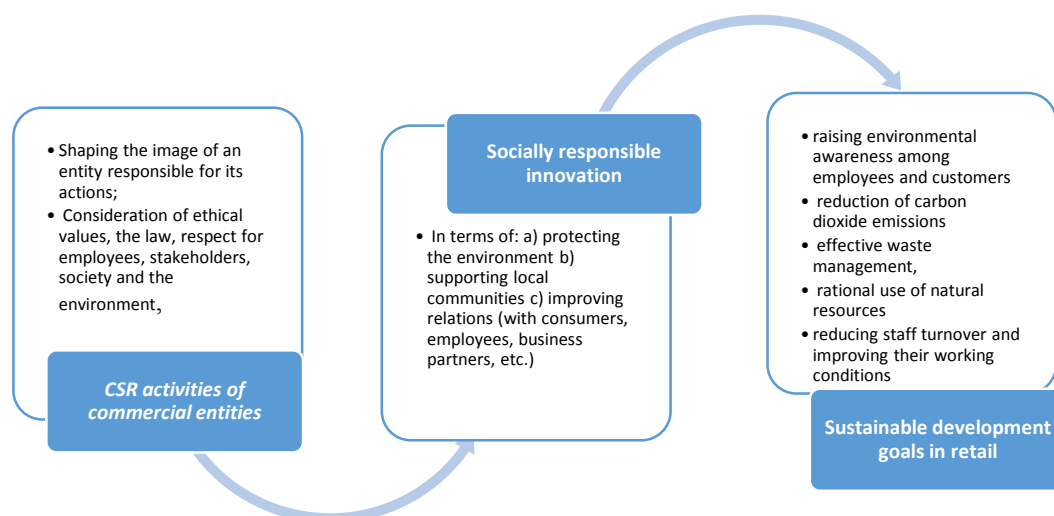 • Shaping the image of an
entity responsible for its
actions;
• Consideration of ethical
values, the law, respect for
employees, stakeholders,
society and the
environment,
CSR activities of
commercial entities
Socially responsible
innovation
• In terms of: a) protecting
the environment b)
supporting local
communities c) improving
relations (with consumers,
employees, business
partners, etc.)
• raising environmental
awareness among
employees and customers
• reduction of carbon
dioxide emissions
• effective waste
management,
• rational use of natural
resources
• reducing staff turnover and
improving their working
conditions
Sustainable development
goals in retail